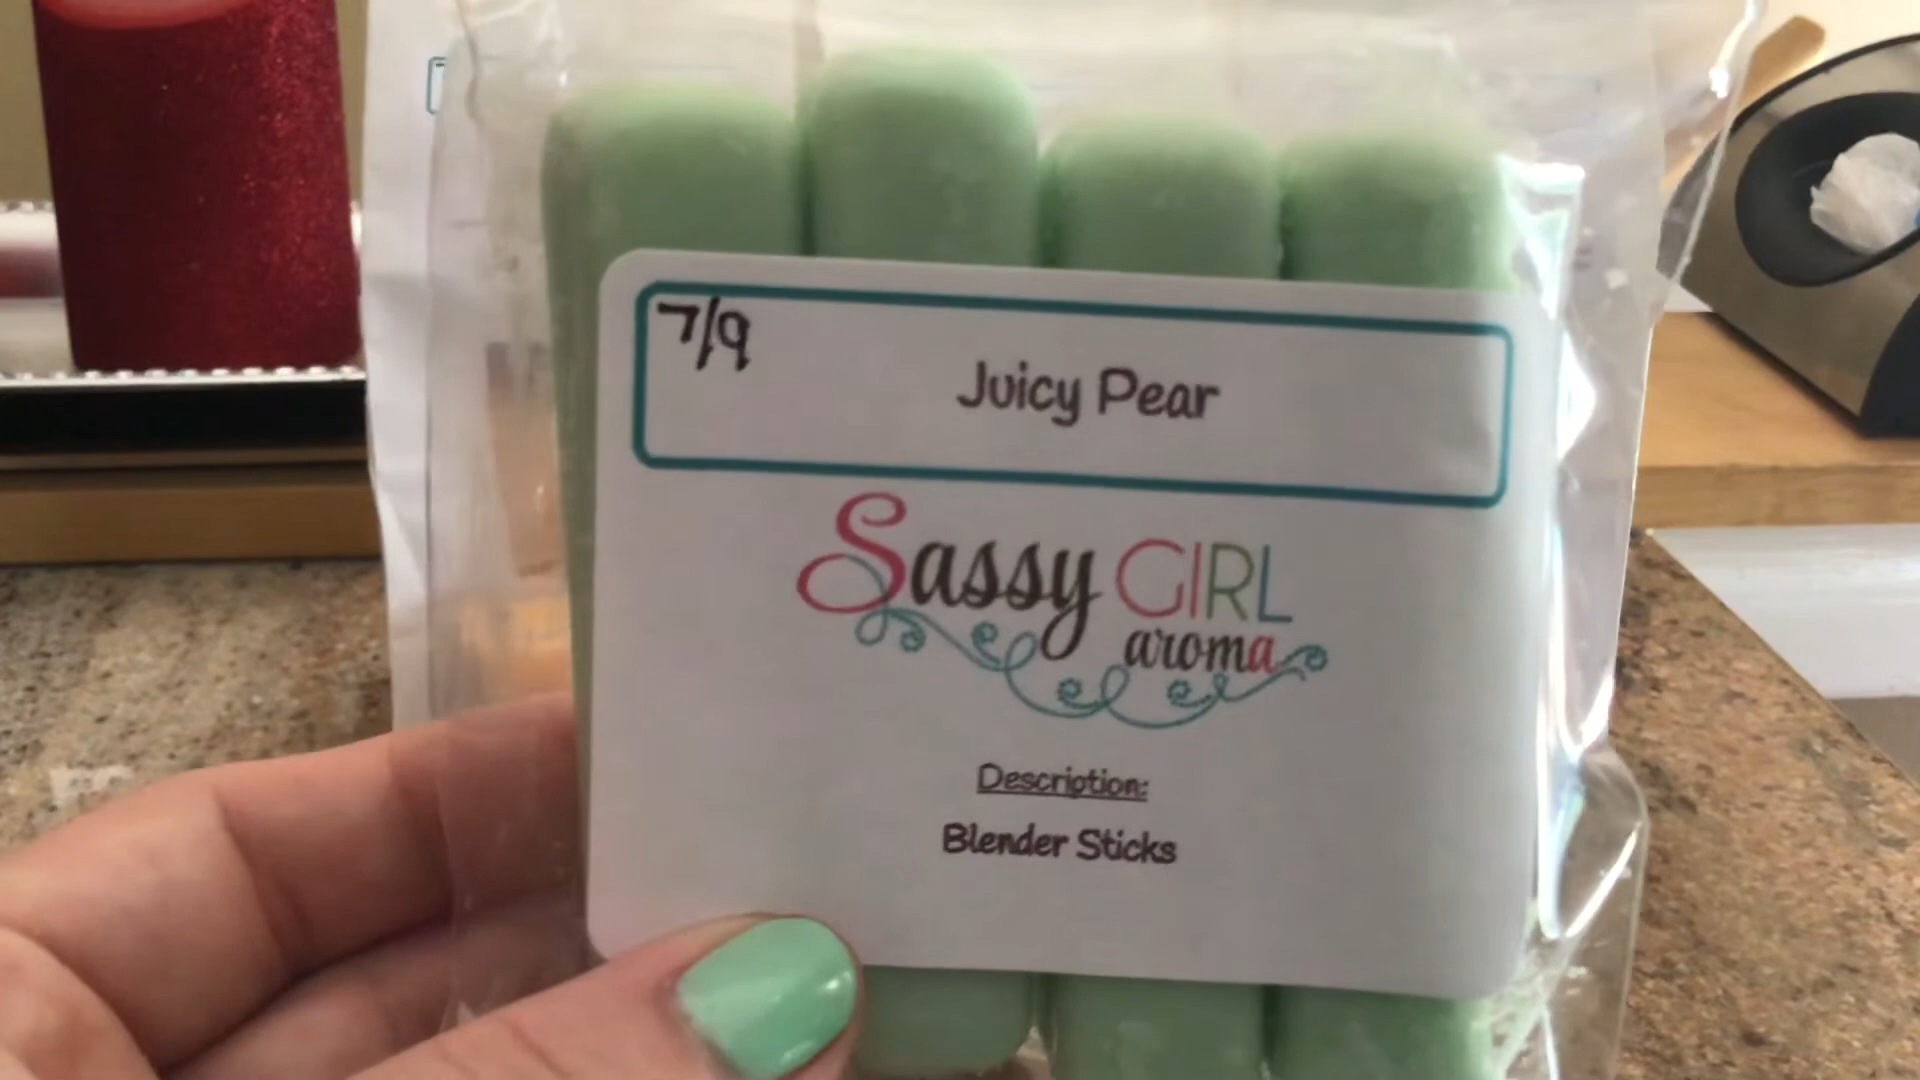 7/9
Juicy Pear
Sassy GIRL
aroma
Description:
Blender Sticks